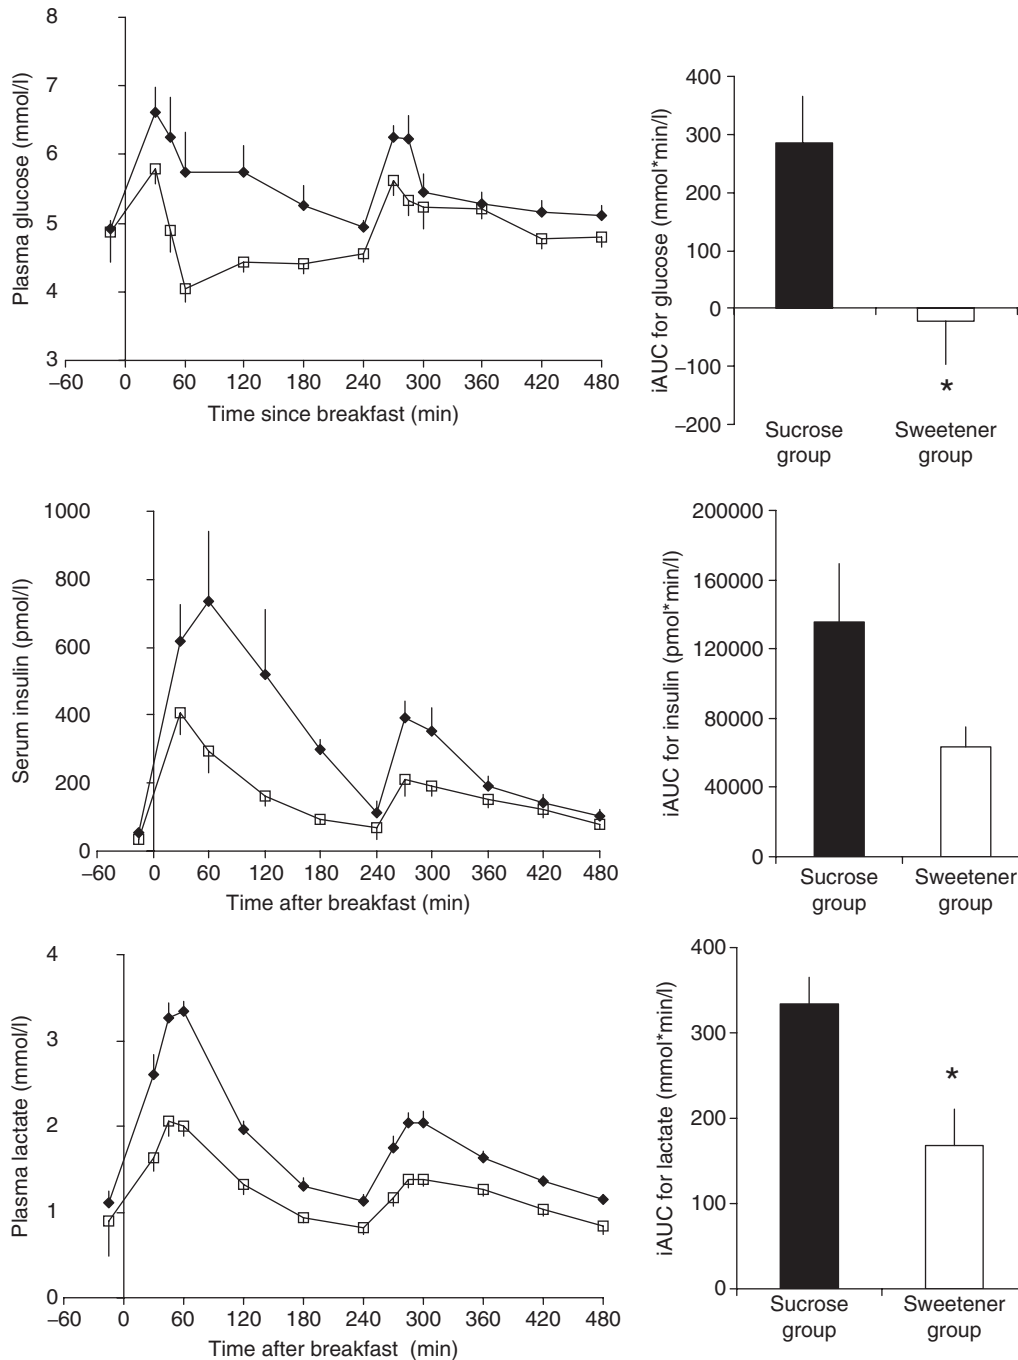 Plasma glucose (mmol/l)
8
7
6
5
4
3
−60 0 60 120 180 240 300 360 420 480
Time since breakfast (min)
iAUC for glucose (mmol*min/l)
400
300
200
100
0
−100
−200
*
Sucrose group
Sweetener group
Serum insulin (pmol/l)
1000
800
600
400
200
0
−60 0 60 120 180 240 300 360 420 480
Time after breakfast (min)
iAUC for insulin (pmol*min/l)
200000
160000
120000
80000
40000
0
Sucrose group
Sweetener group
Plasma lactate (mmol/l)
4
3
2
1
0
−60 0 60 120 180 240 300 360 420 480
Time after breakfast (min)
iAUC for lactate (mmol*min/l)
400
300
200
100
0
*
Sucrose group
Sweetener group